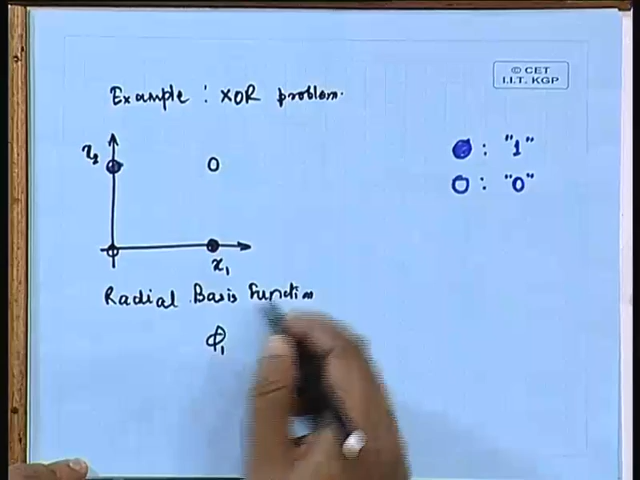 © CET
I.I.T. KGP
Example : XOR problem.
: "1"
x₂
0
: "0"
x₁
Radial Basis Function
φ₁